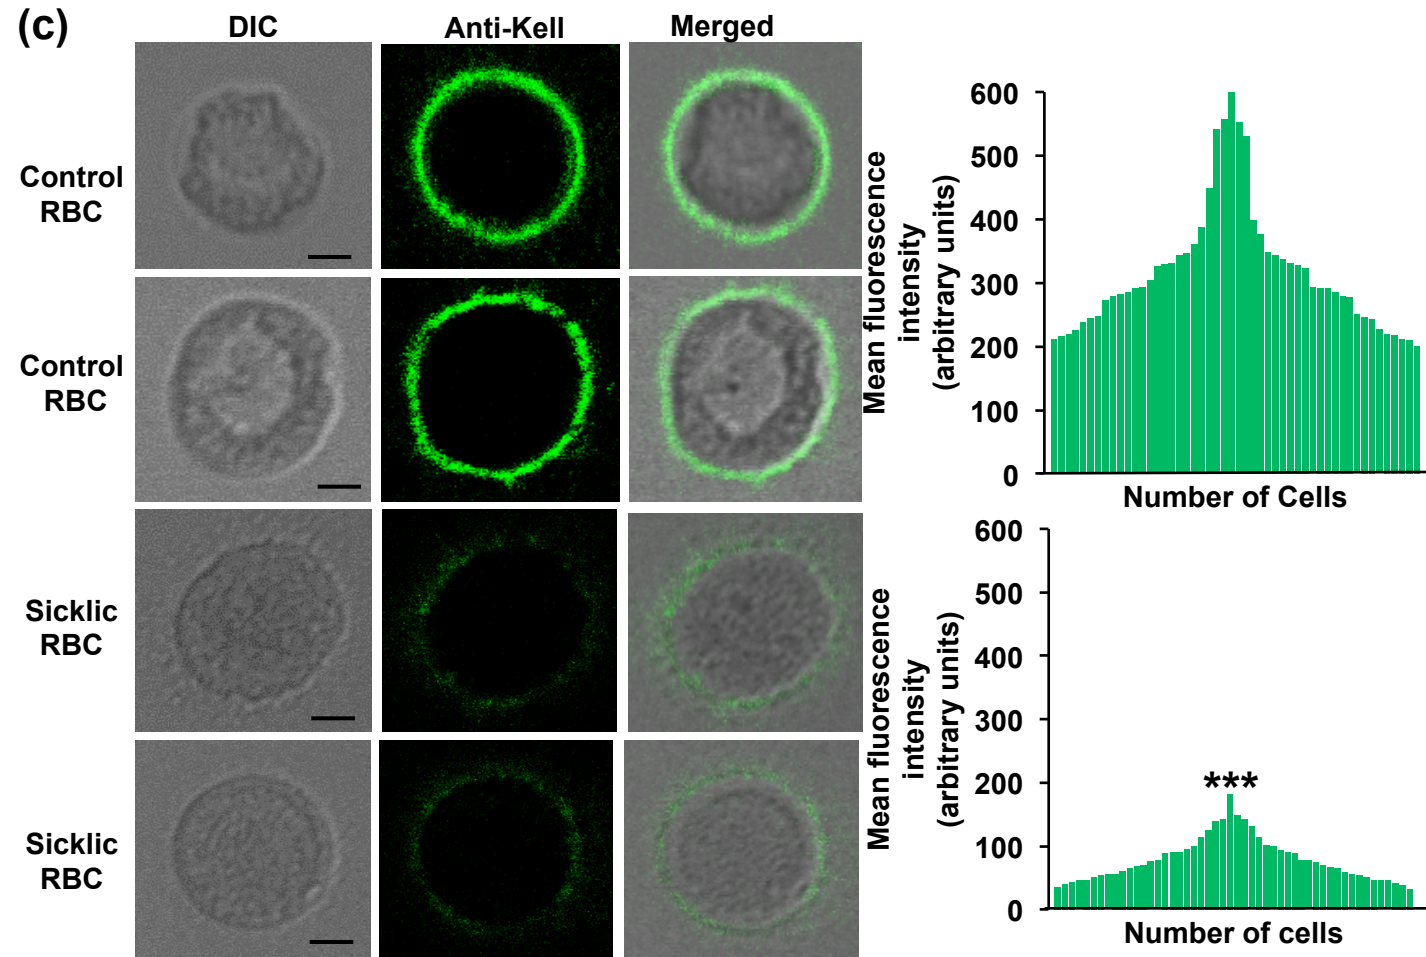 (c)
DIC
Anti-Kell
Merged
Control
RBC
Control
RBC
Sicklic
RBC
Sicklic
RBC
Mean fluorescence
intensity
(arbitrary units)
600
500
400
300
200
100
0
Number of Cells
Mean fluorescence
intensity
(arbitrary units)
600
500
400
300
200
100
0
***
Number of cells